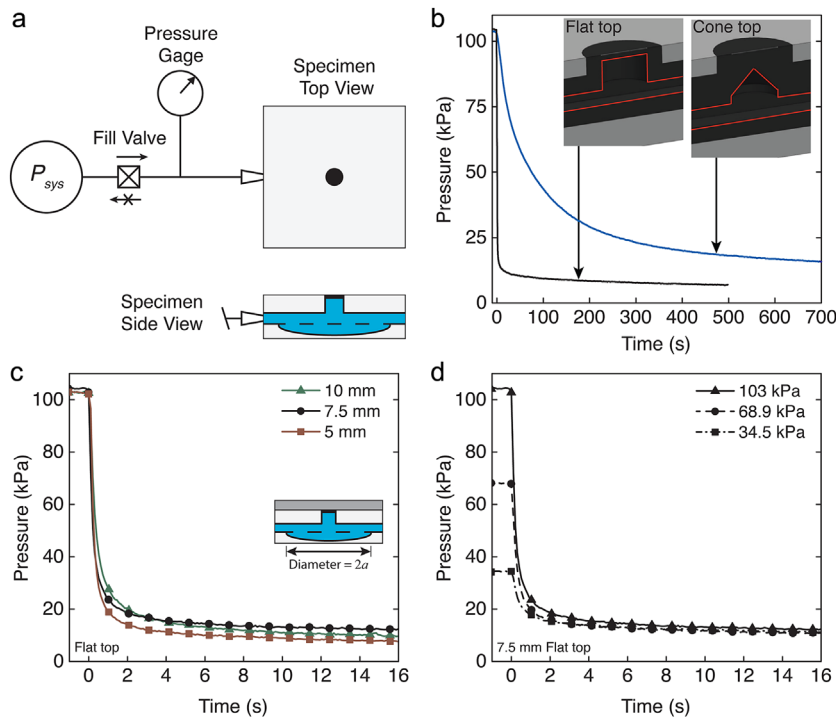 a
Pressure
Gage
Specimen
Top View
Fill Valve
P_sys
Specimen
Side View
b
Flat top
Cone top
Pressure (kPa)
100
75
50
25
0
0 100 200 300 400 500 600 700
Time (s)
c
10 mm
7.5 mm
5 mm
Pressure (kPa)
100
80
60
40
20
0
Diameter = 2a
Flat top
0 2 4 6 8 10 12 14 16
Time (s)
d
103 kPa
68.9 kPa
34.5 kPa
Pressure (kPa)
100
80
60
40
20
0
7.5 mm Flat top
0 2 4 6 8 10 12 14 16
Time (s)